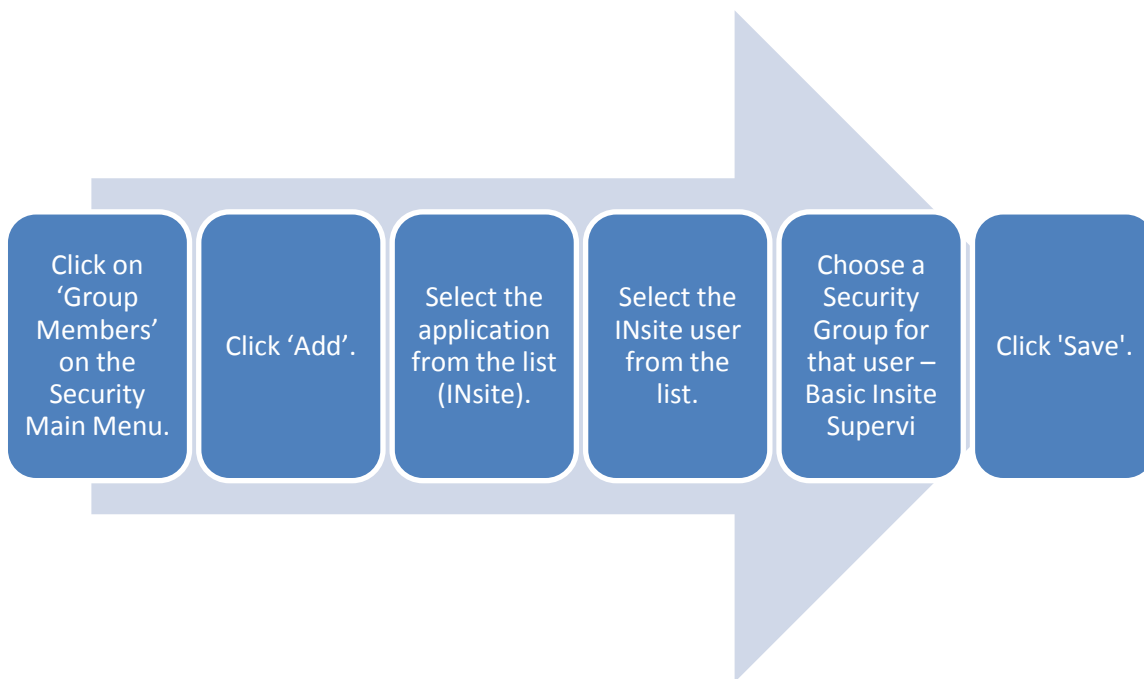 Click on
‘Group
Members’
on the
Security
Main Menu.
Click ‘Add’.
Select the
application
from the list
(INsite).
Select the
INsite user
from the
list.
Choose a
Security
Group for
that user –
Basic Insite
Supervi
Click 'Save'.